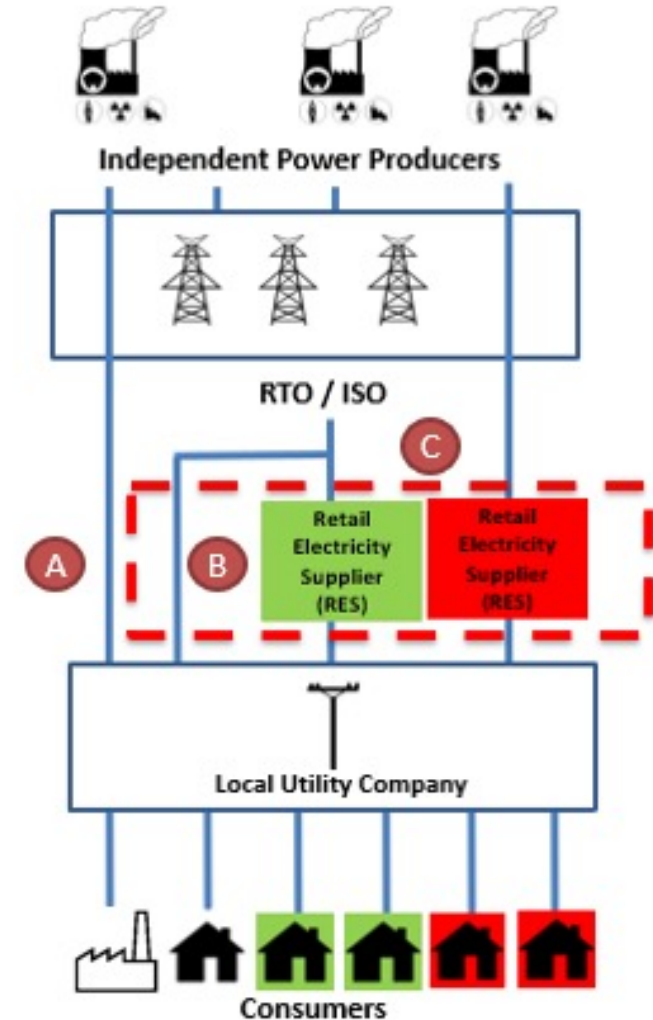 Independent Power Producers
RTO / ISO
C
A
B
Retail
Electricity
Supplier
(RES)
Retail
Electricity
Supplier
(RES)
Local Utility Company
Consumers